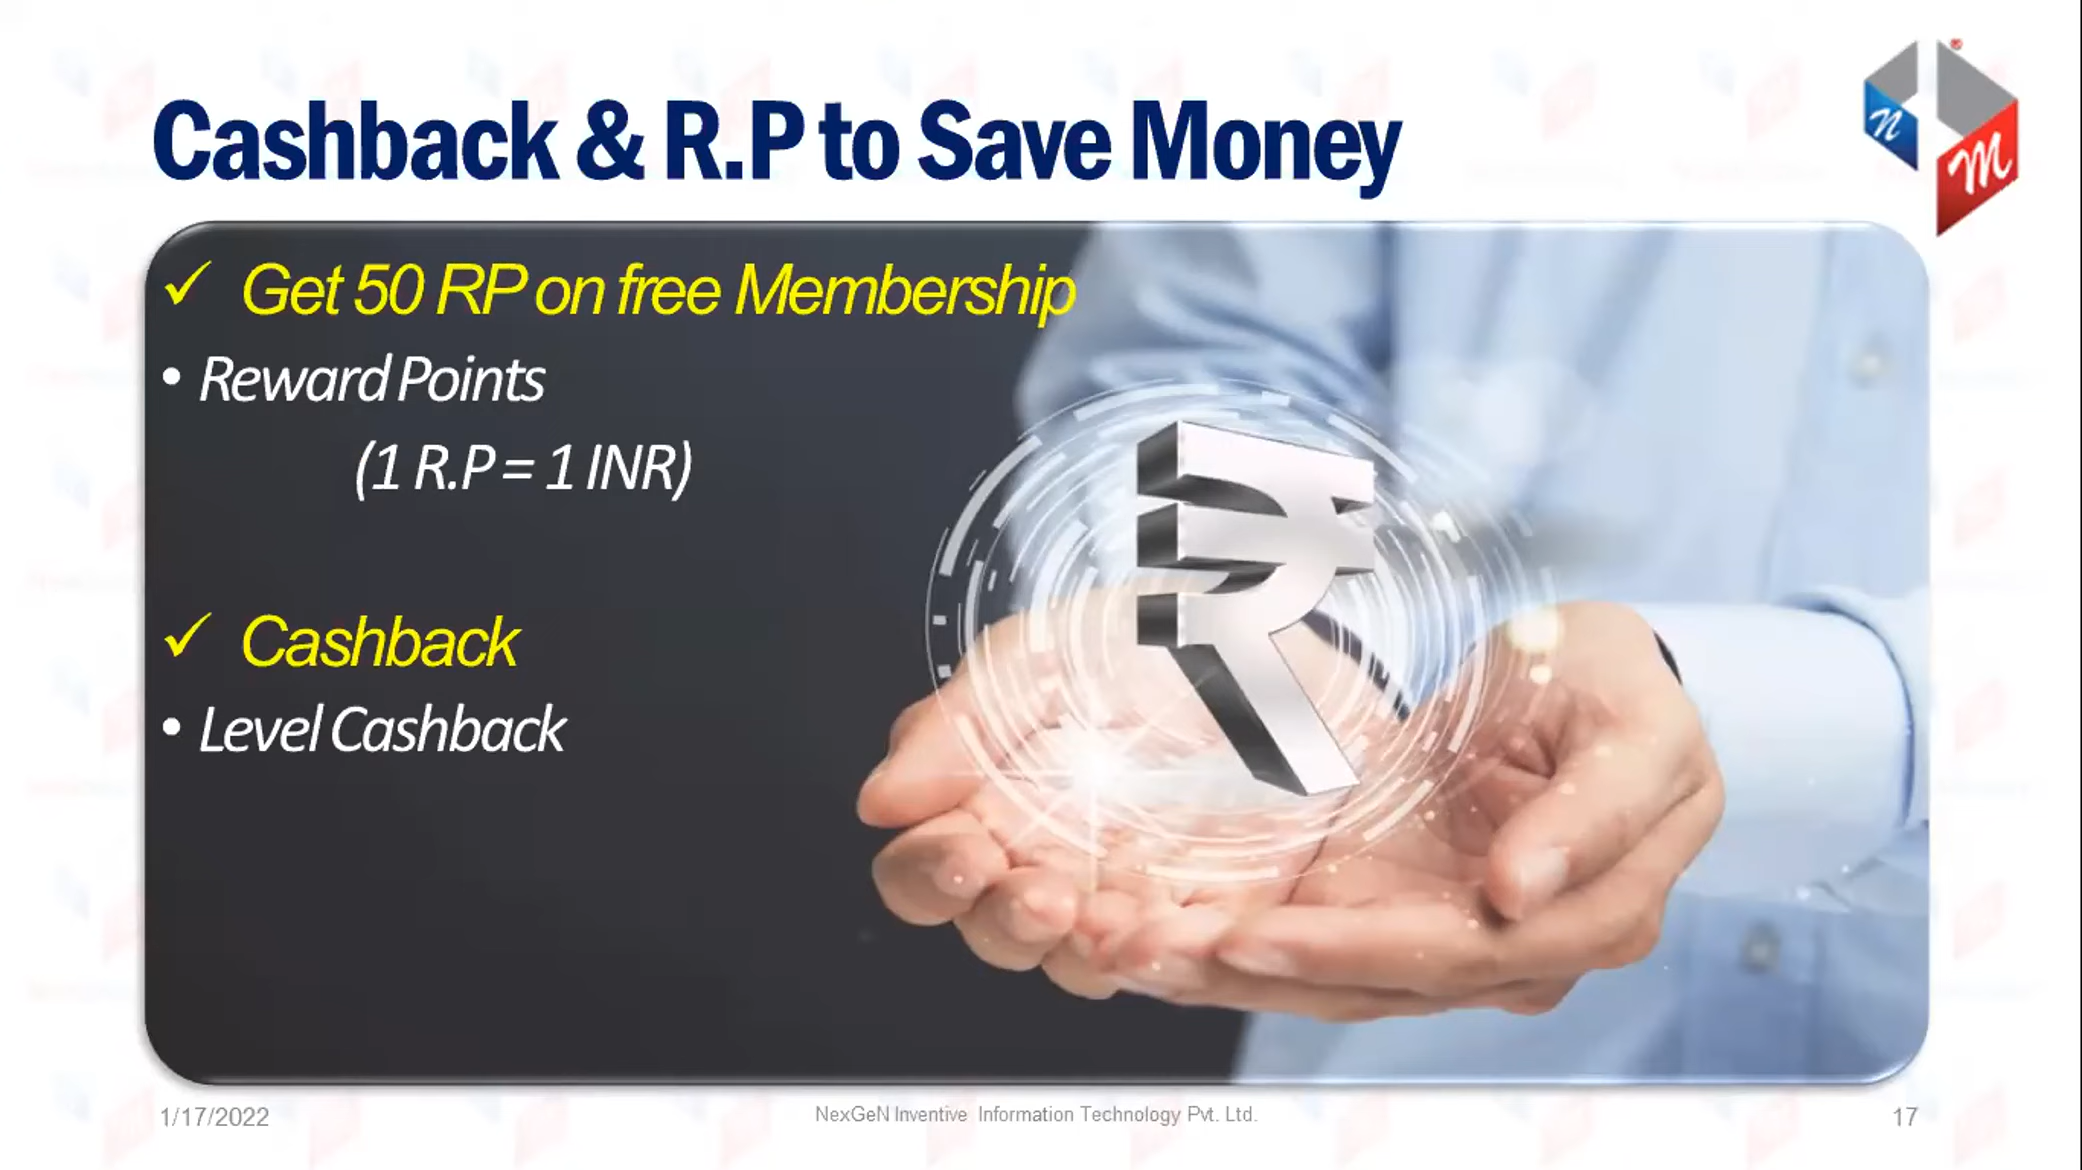 Cashback & R.P to Save Money
n
m
✓ Get 50 RP on free Membership
• Reward Points
(1 R.P = 1 INR)
✓ Cashback
• Level Cashback
1/17/2022
NexGeN Inventive Information Technology Pvt. Ltd.
17